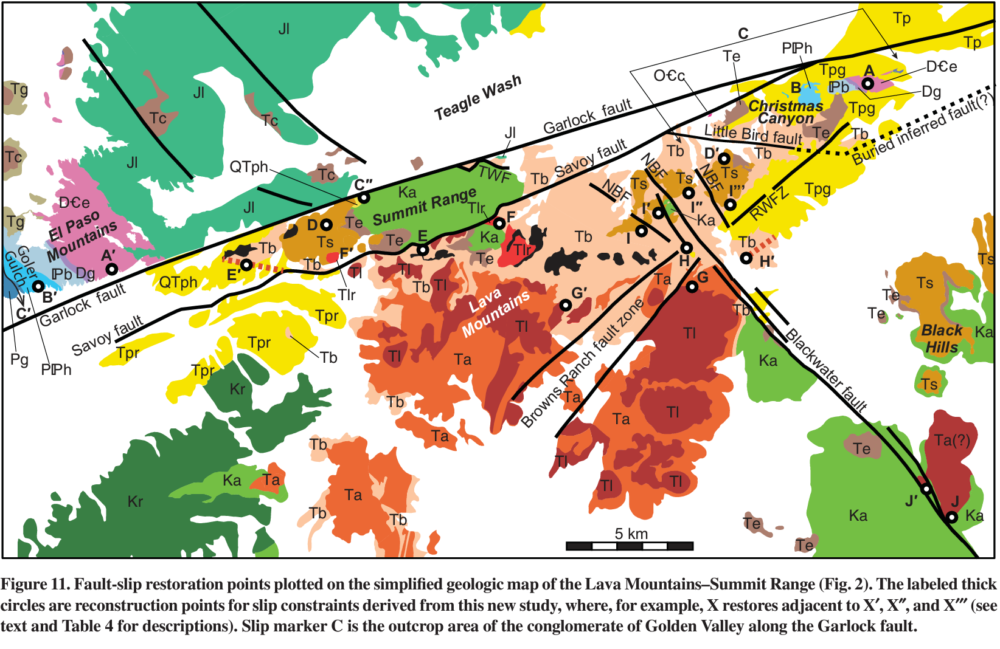 Jl
Tp
C
Tp
PIPh
Te
D€e
Tpg
A
O€c
Tg
Teagle Wash
B
IPb
Dg
Jl
Christmas
Canyon
Tpg
Tc
Tc
Garlock fault
Te
Tb
Little Bird fault
Jl
Buried inferred fault(?)
Tb
D′
Tb
Tc
Jl
QTph
Savoy fault
NBF
NBF
Ts
Tc
TWF
Tb
Ts
Ts
C″
Ka
NBF
I‴
Tpg
D€e
Jl
Summit Range
Tlr
I′
I″
RWFZ
Tg
El Paso
Mountains
D
Te
F
Ka
Ts
Te
E
Ka
Tb
I
Tb
A′
Tb
F′
Tlr
Te
H
H′
Ts
Goler
Gulch
IPb
Dg
E′
Tb
Tl
Tl
Tb
Tl
Ta
G
Ts
B′
QTph
Tlr
G′
Te
C′
Garlock fault
Lava
Mountains
Tb
Te
Savoy fault
Tpr
Tl
Tl
Black
Hills
Ka
Pg
PIPh
Tpr
Tpr
Tb
Tl
Ta
Browns Ranch fault zone
Ka
Blackwater fault
Tpr
Kr
Ts
Tb
Ta
Tl
Ta
Ta
Tb
Te
Ta(?)
Tl
Ka
Ta
Tl
Tl
Kr
Ta
J′
J
Tb
Tb
Ka
Ka
Te
5 km
Te
Figure 11. Fault-slip restoration points plotted on the simplified geologic map of the Lava Mountains–Summit Range (Fig. 2). The labeled thick
circles are reconstruction points for slip constraints derived from this new study, where, for example, X restores adjacent to X′, X″, and X‴ (see
text and Table 4 for descriptions). Slip marker C is the outcrop area of the conglomerate of Golden Valley along the Garlock fault.